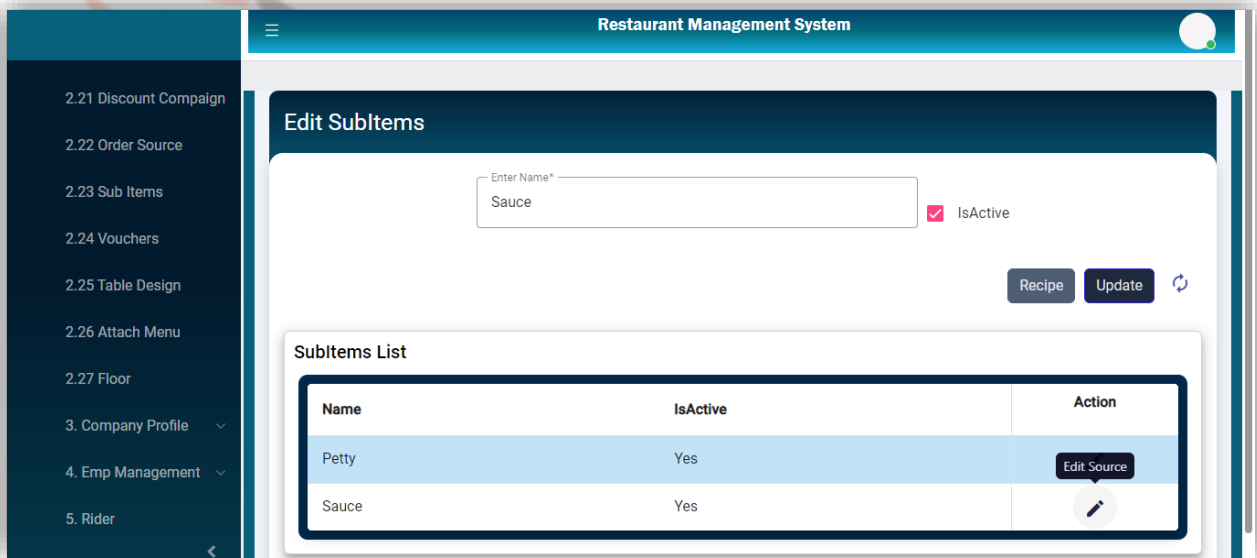 Restaurant Management System
2.21 Discount Compaign
2.22 Order Source
2.23 Sub Items
2.24 Vouchers
2.25 Table Design
2.26 Attach Menu
2.27 Floor
3. Company Profile
4. Emp Management
5. Rider
Edit SubItems
Enter Name*
Sauce
IsActive
Recipe
Update
SubItems List
Name IsActive Action
Petty Yes
Edit Source
Sauce Yes